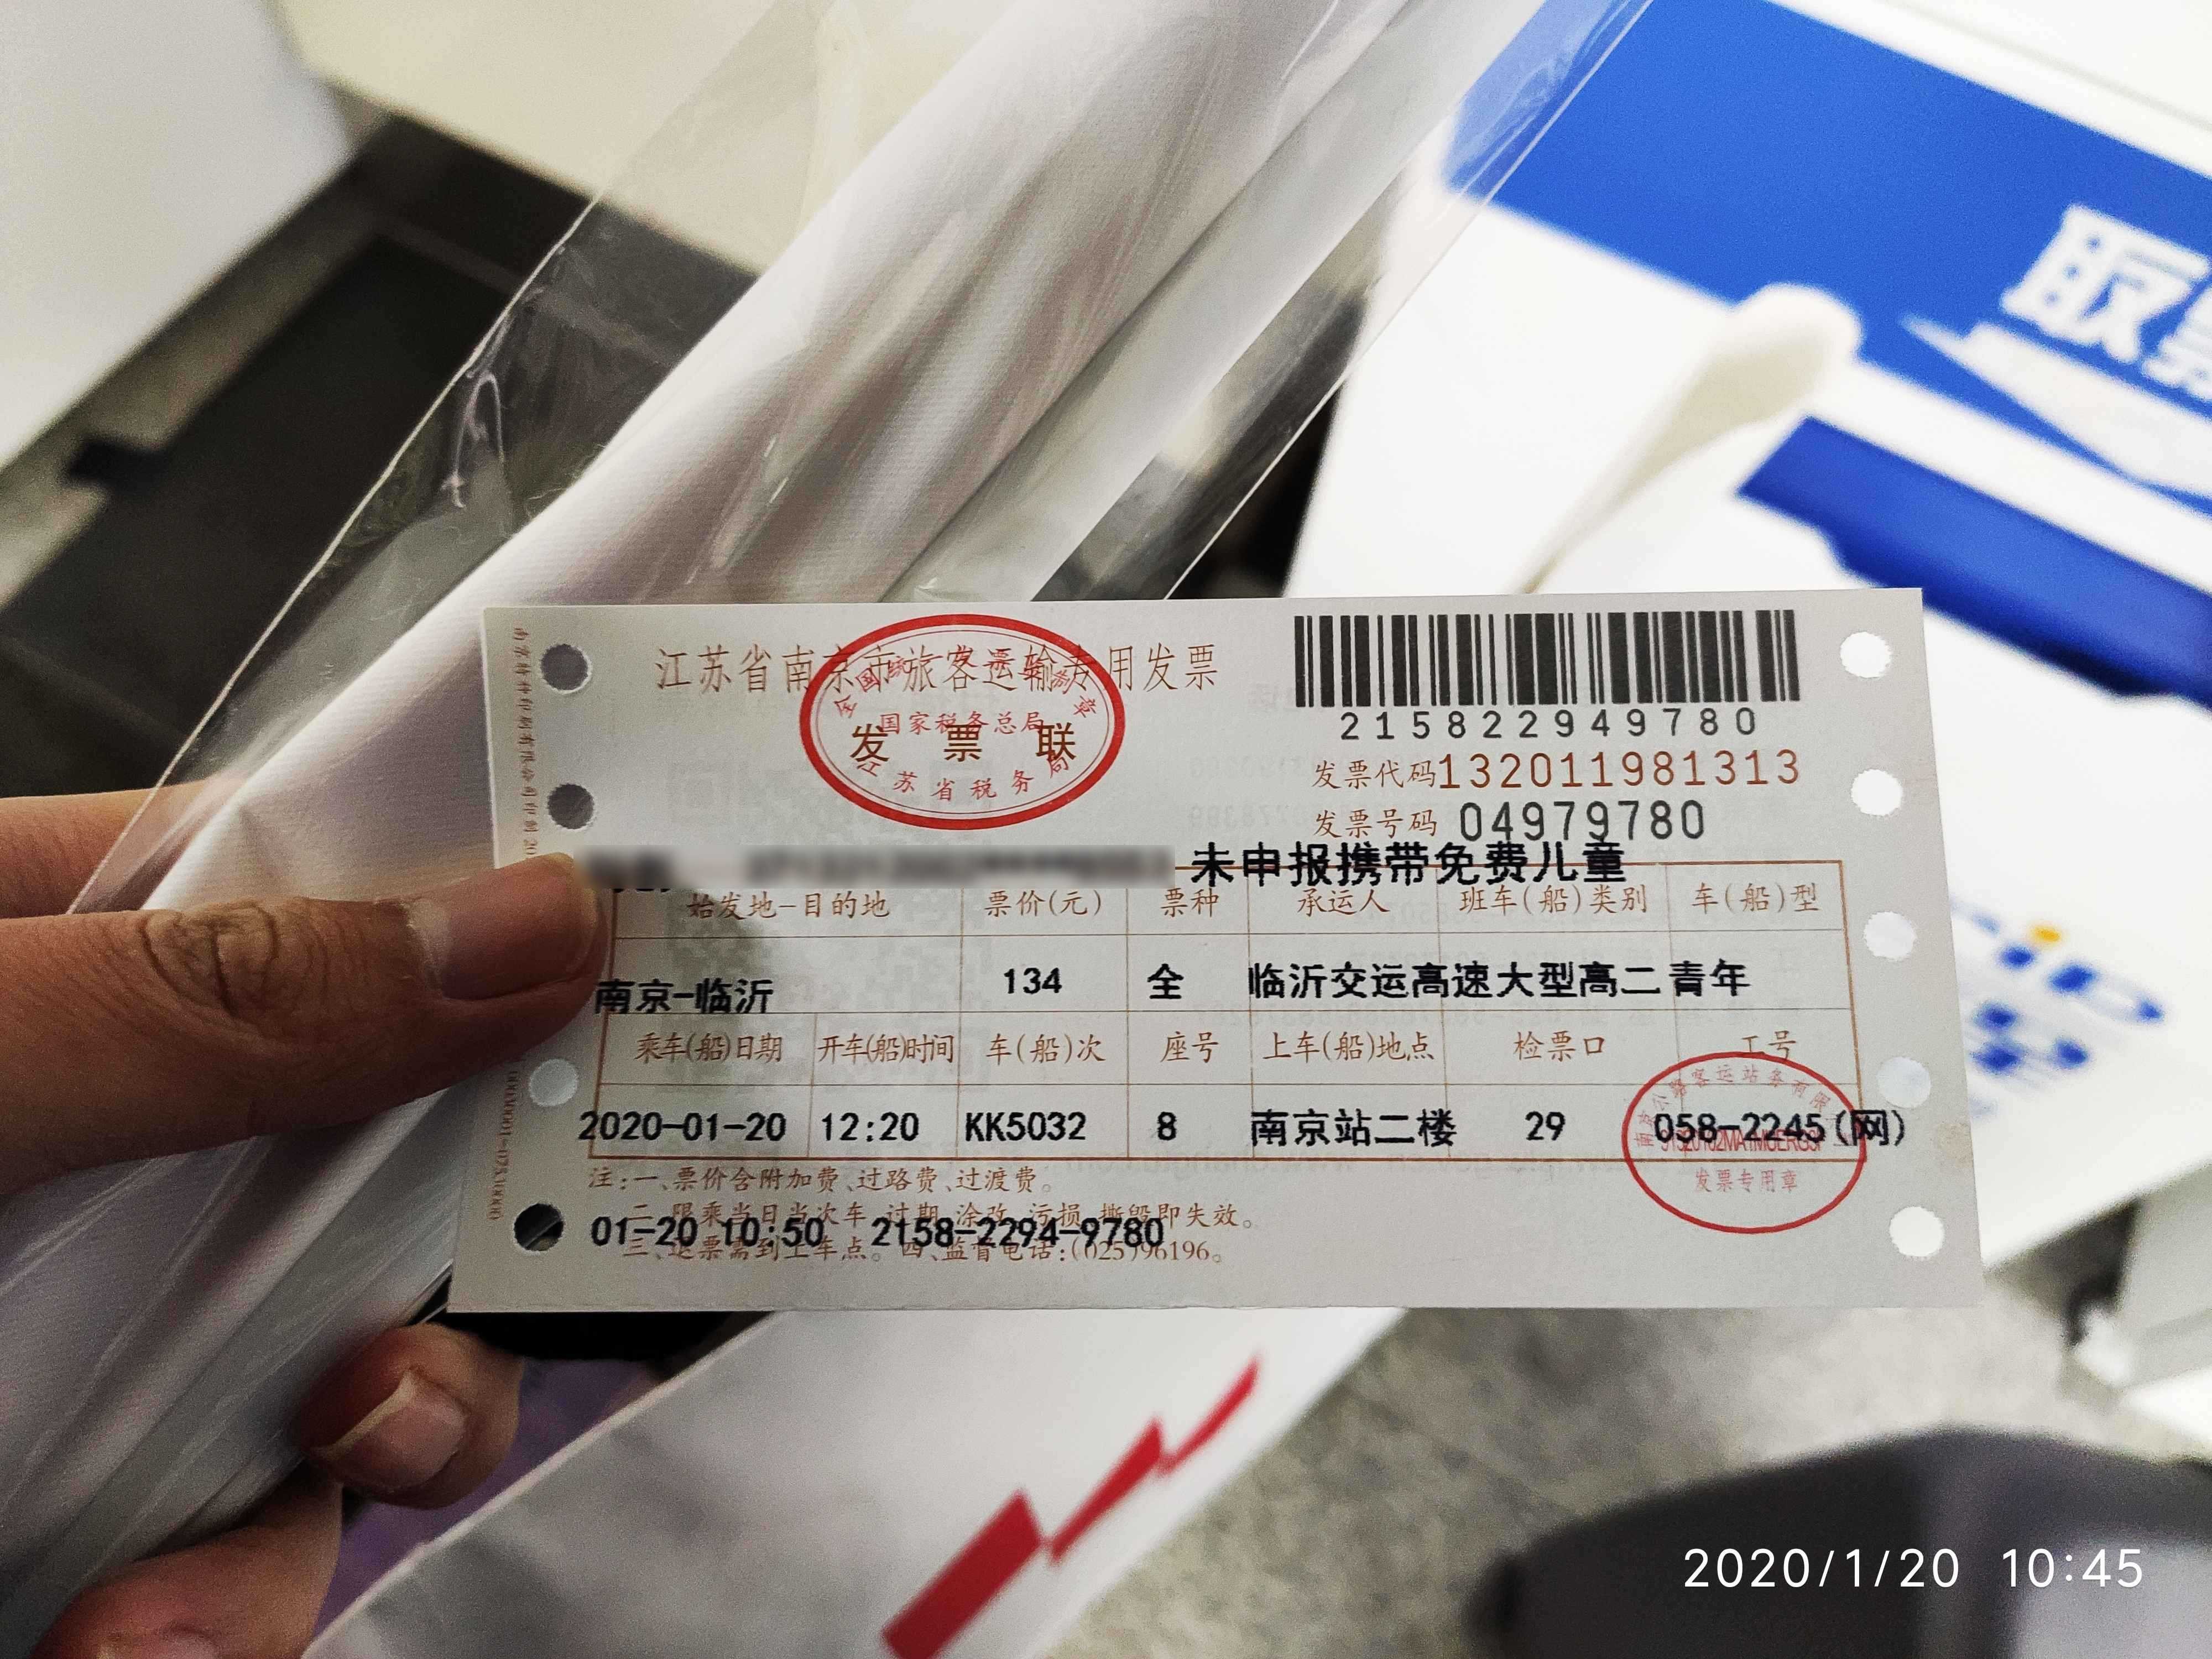 取票
江苏省南京市旅客运输专用发票
国家税务总局
发 票 联
江苏省税务局
215822949780
发票代码132011981313
发票号码 04979780
未申报携带免费儿童
始发地-目的地 票价(元) 票种 承运人 班车(船)类别 车(船)型
南京-临沂 134 全 临沂交运高速大型高二青年
乘车(船)日期 开车(船)时间 车(船)次 座号 上车(船)地点 检票口 工号
2020-01-20 12:20 KK5032 8 南京站二楼 29 058-2245(网)
发票专用章
注:一、票价含附加费、过路费、过渡费。
二、限乘当日当次车,过期、涂改、污损、撕毁即失效。
01-20 10:50 2158-2294-9780
三、退票需到上车点。四、监督电话:(025)96196。
2020/1/20 10:45